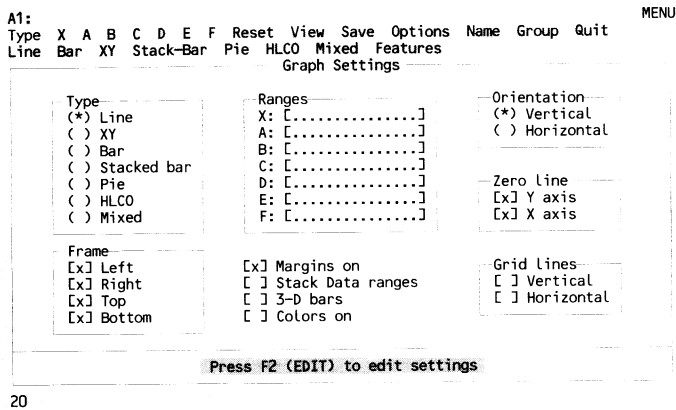 A1: MENU
Type X A B C D E F Reset View Save Options Name Group Quit
Line Bar XY Stack-Bar Pie HLCO Mixed Features
Graph Settings
Type Ranges Orientation
(*) Line X: [...............] (*) Vertical
( ) XY A: [...............] ( ) Horizontal
( ) Bar B: [...............]
( ) Stacked bar C: [...............]
( ) Pie D: [...............] Zero line
( ) HLCO E: [...............] [x] Y axis
( ) Mixed F: [...............] [x] X axis
Frame
[x] Left [x] Margins on Grid lines
[x] Right [ ] Stack Data ranges [ ] Vertical
[x] Top [ ] 3-D bars [ ] Horizontal
[x] Bottom [ ] Colors on
Press F2 (EDIT) to edit settings
20